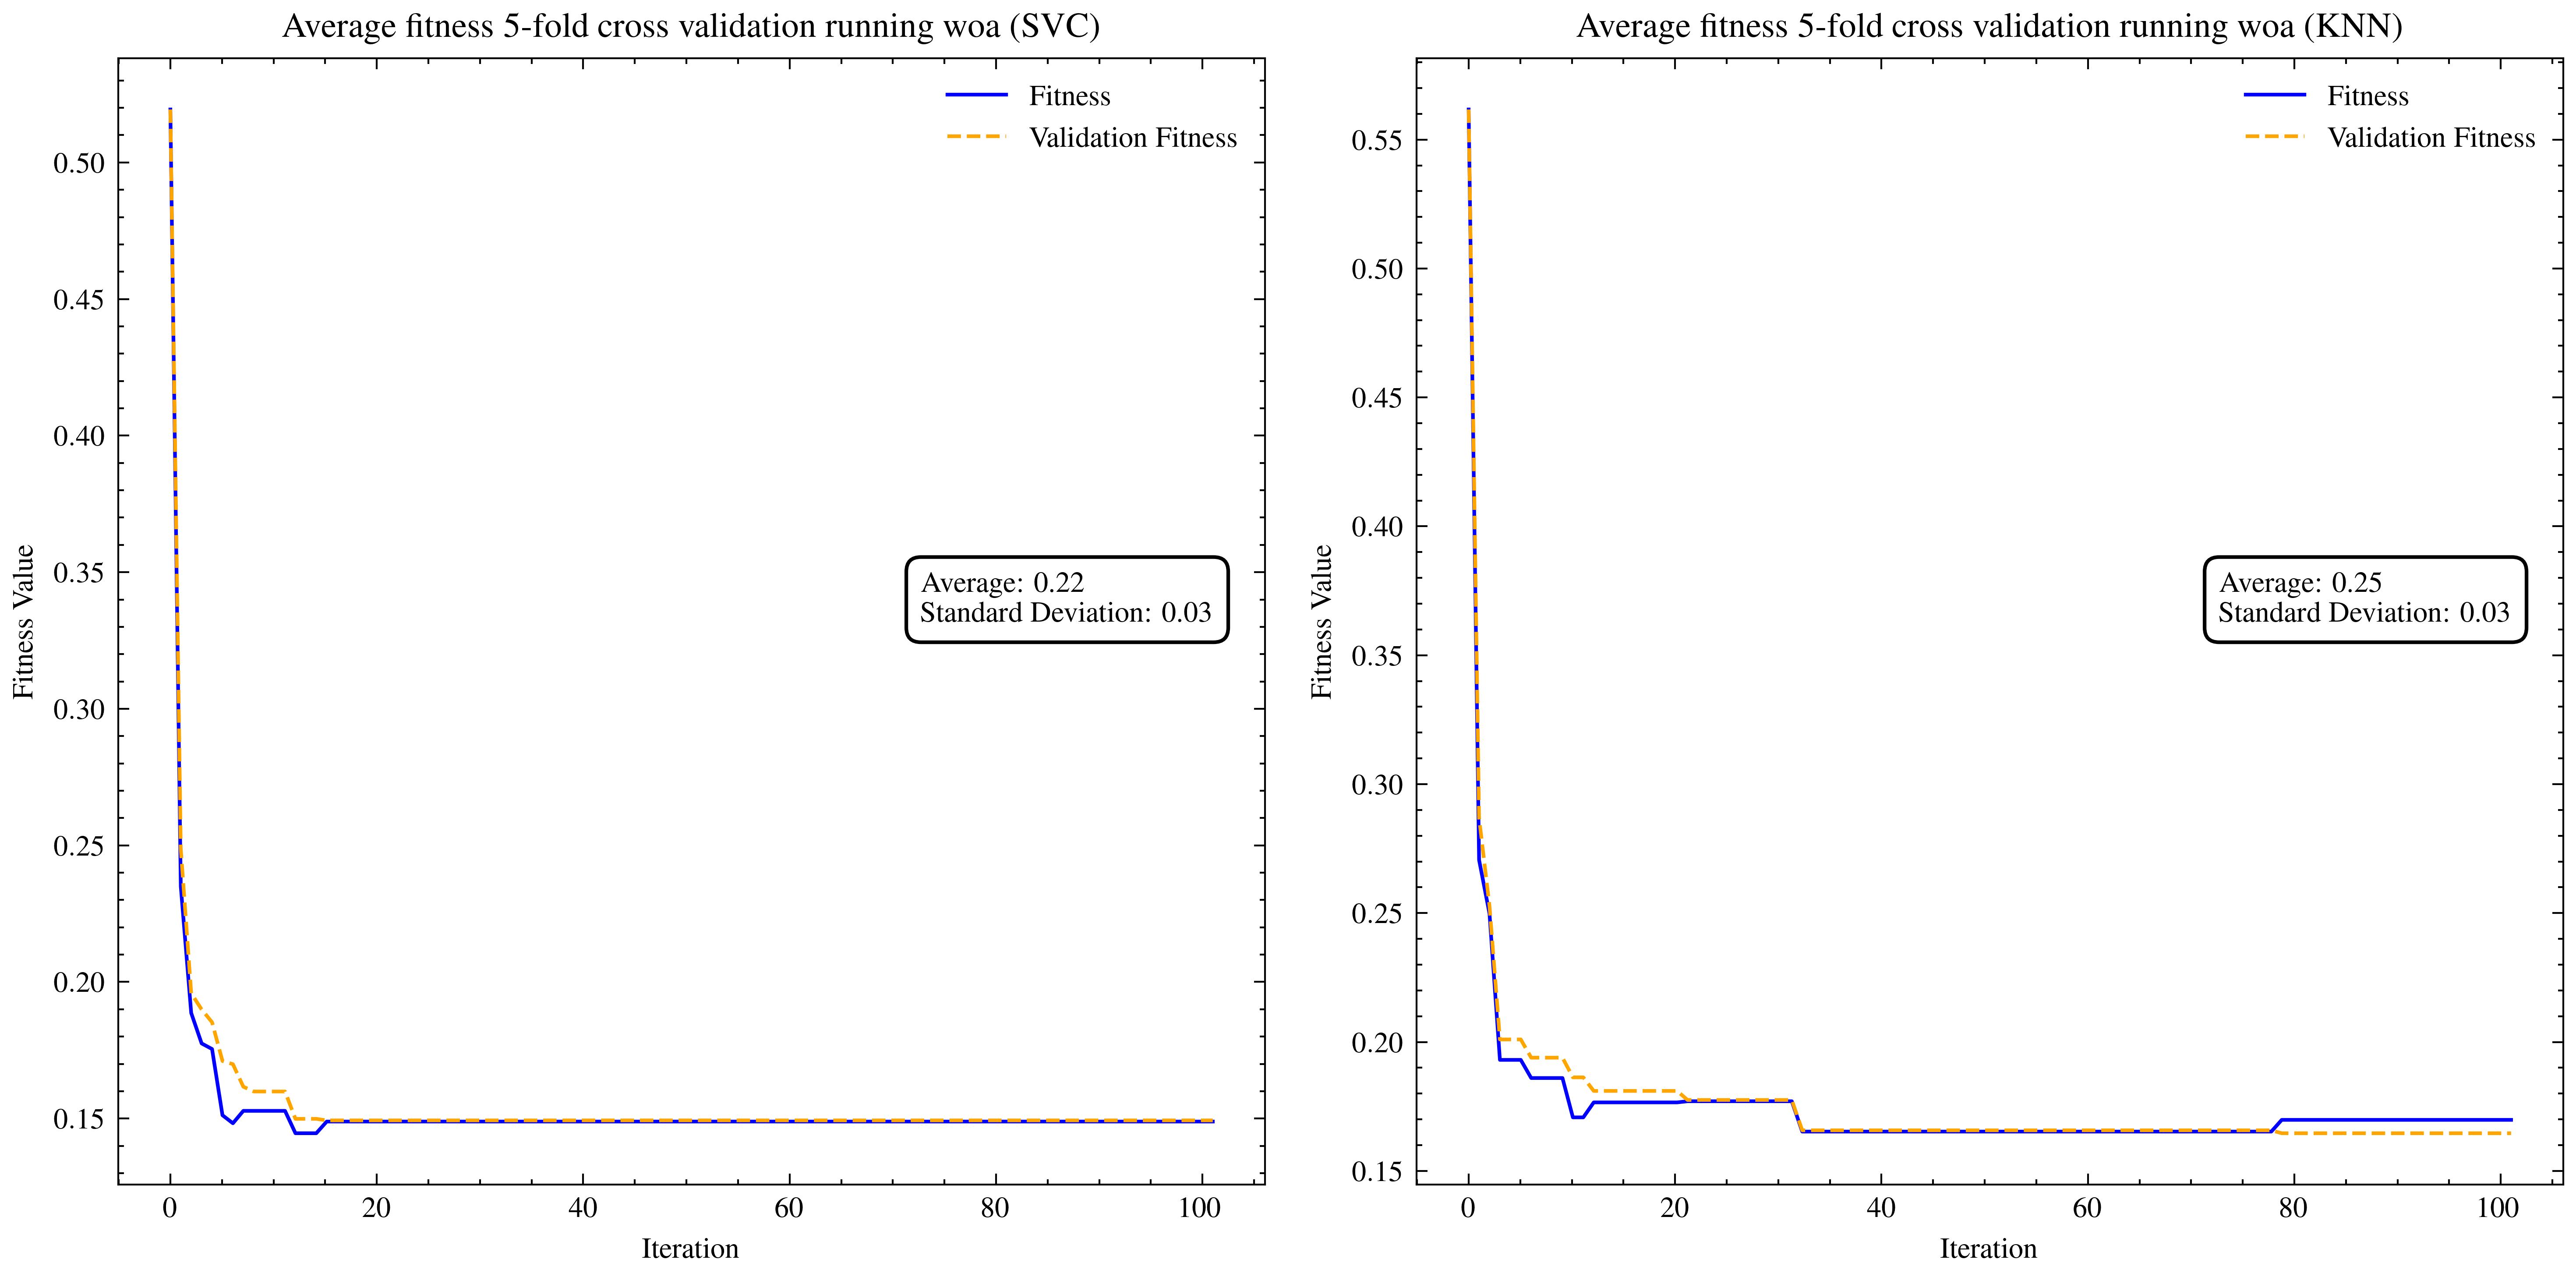 Average fitness 5-fold cross validation running woa (SVC)
Fitness
Validation Fitness
0.50
0.45
0.40
0.35
0.30
0.25
0.20
0.15
Fitness Value
Average: 0.22
Standard Deviation: 0.03
0
20
40
60
80
100
Iteration
Average fitness 5-fold cross validation running woa (KNN)
Fitness
Validation Fitness
0.55
0.50
0.45
0.40
0.35
0.30
0.25
0.20
0.15
Fitness Value
Average: 0.25
Standard Deviation: 0.03
0
20
40
60
80
100
Iteration